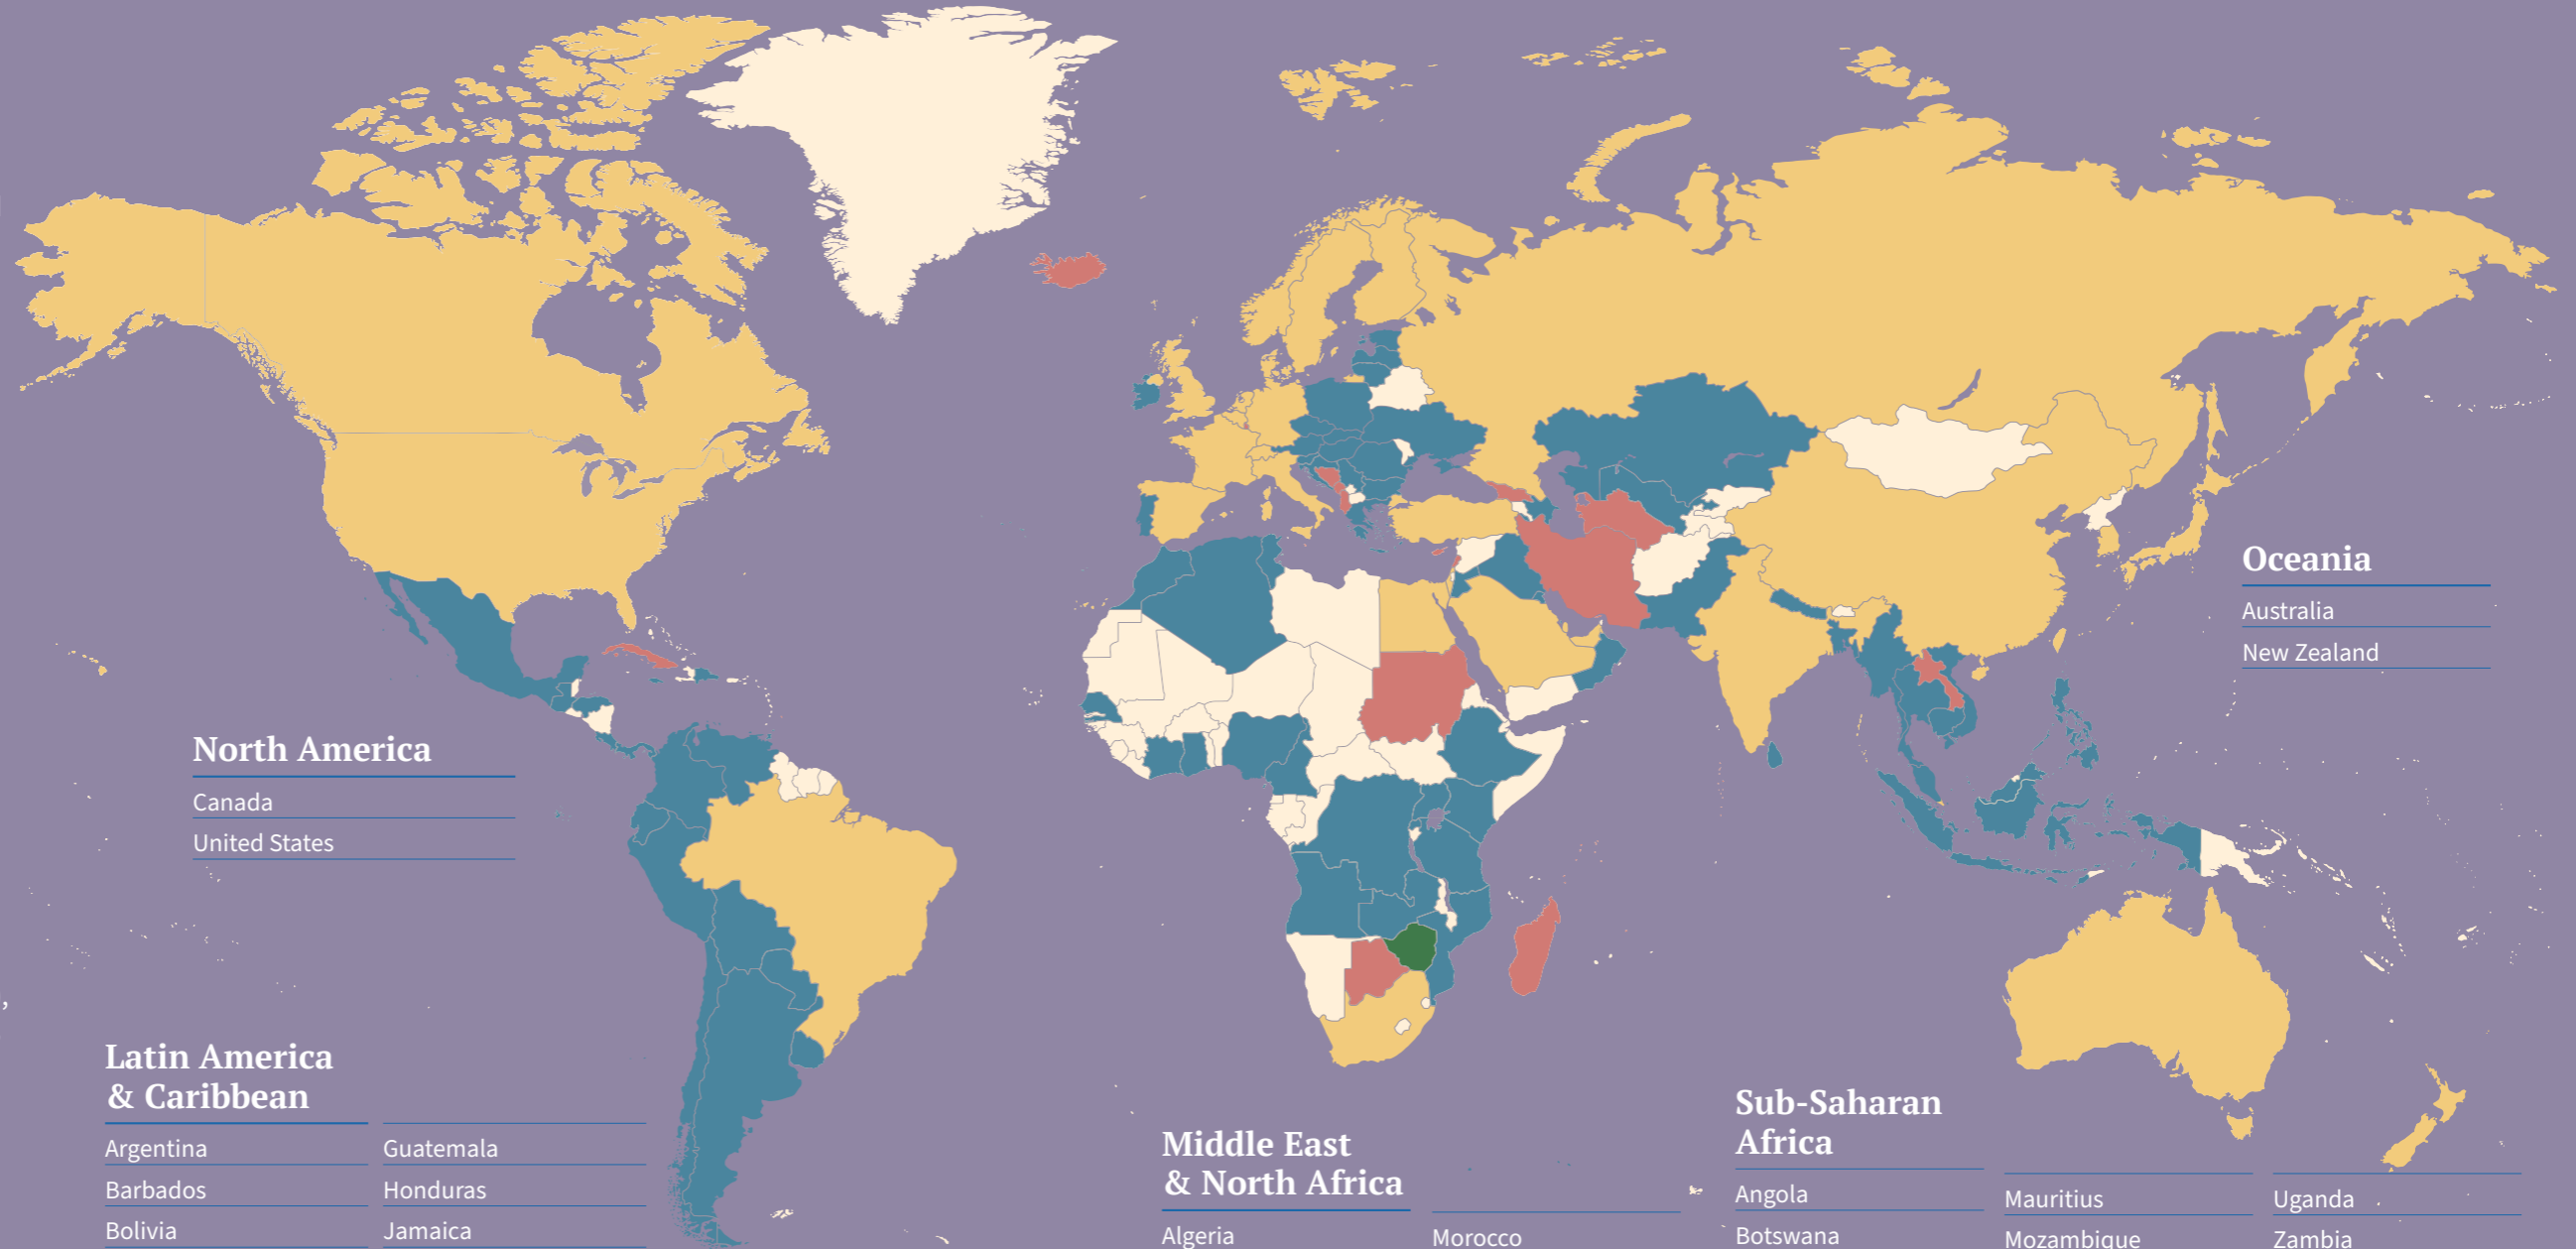 Oceania
Australia
New Zealand
North America
Canada
United States
Latin America
& Caribbean
Argentina
Guatemala
Barbados
Honduras
Bolivia
Jamaica
Middle East
& North Africa
Algeria
Morocco
Sub-Saharan
Africa
Angola
Mauritius
Uganda
Botswana
Mozambique
Zambia
,